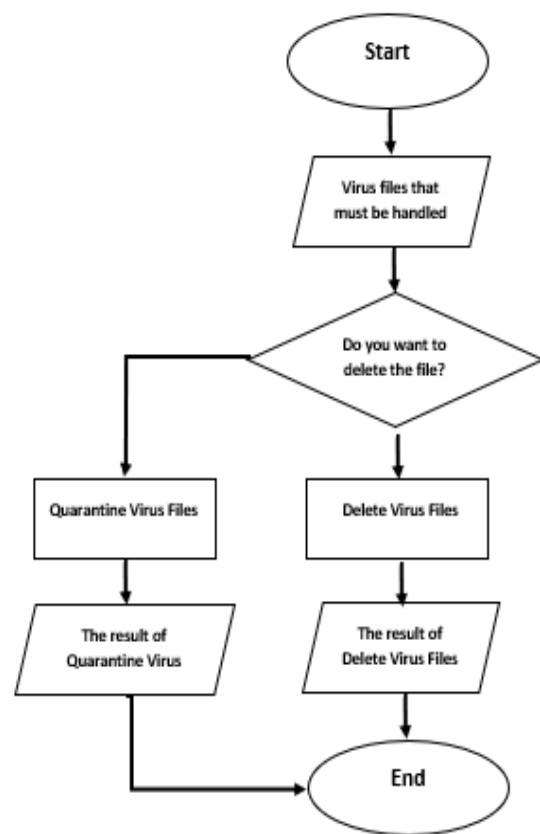 Start
Virus files that
must be handled
Do you want to
delete the file?
Quarantine Virus Files
Delete Virus Files
The result of
Quarantine Virus
The result of
Delete Virus Files
End